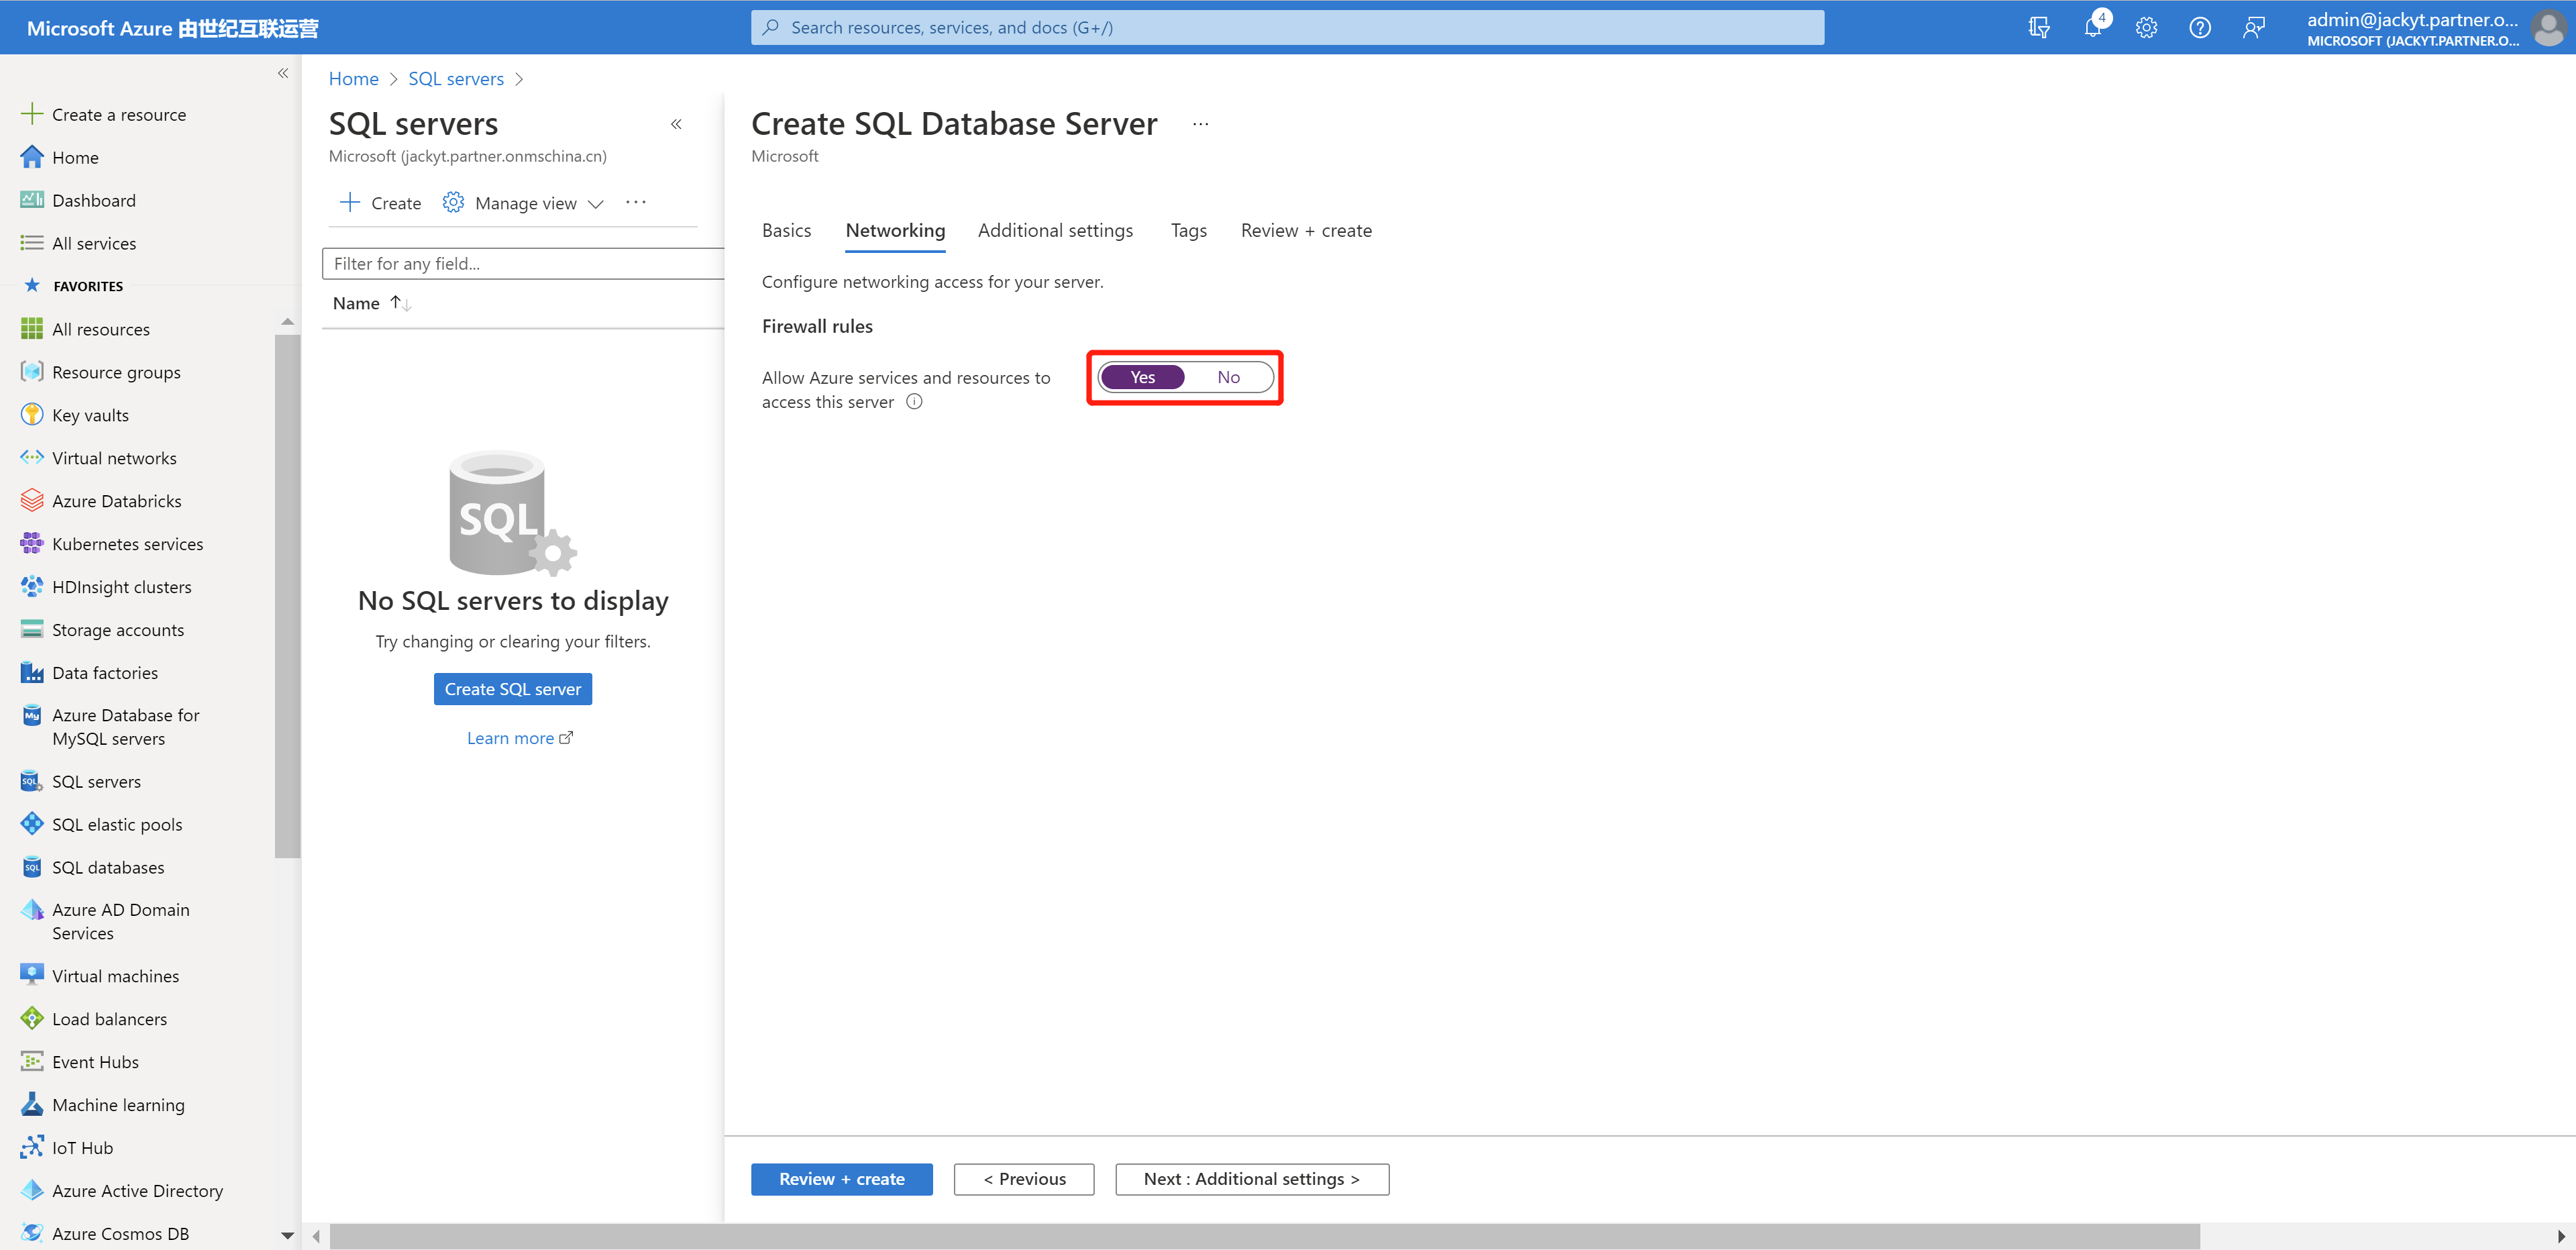 Microsoft Azure 由世纪互联运营
Search resources, services, and docs (G+/)
4
admin@jackyt.partner.o...
MICROSOFT (JACKYT.PARTNER.O...
Create a resource
Home
Dashboard
All services
FAVORITES
All resources
Resource groups
Key vaults
Virtual networks
Azure Databricks
Kubernetes services
HDInsight clusters
Storage accounts
Data factories
Azure Database for
MySQL servers
SQL servers
SQL elastic pools
SQL databases
Azure AD Domain
Services
Virtual machines
Load balancers
Event Hubs
Machine learning
IoT Hub
Azure Active Directory
Azure Cosmos DB
Home > SQL servers >
SQL servers
Microsoft (jackyt.partner.onmschina.cn)
Create
Manage view
Filter for any field...
Name
SQL
No SQL servers to display
Try changing or clearing your filters.
Create SQL server
Learn more
Create SQL Database Server
Microsoft
Basics
Networking
Additional settings
Tags
Review + create
Configure networking access for your server.
Firewall rules
Allow Azure services and resources to
access this server
Yes
No
Review + create
< Previous
Next : Additional settings >